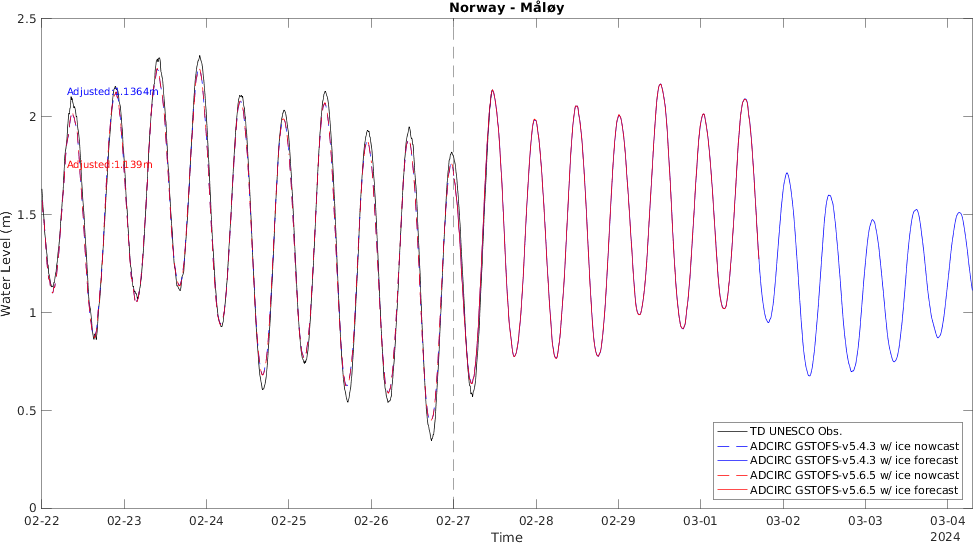 Norway - Måløy
2.5
2
1.5
1
0.5
0
Water Level (m)
Adjusted:1.1364m
Adjusted:1.139m
TD UNESCO Obs.
ADCIRC GSTOFS-v5.4.3 w/ ice nowcast
ADCIRC GSTOFS-v5.4.3 w/ ice forecast
ADCIRC GSTOFS-v5.6.5 w/ ice nowcast
ADCIRC GSTOFS-v5.6.5 w/ ice forecast
02-22 02-23 02-24 02-25 02-26 02-27 02-28 02-29 03-01 03-02 03-03 03-04
Time
2024